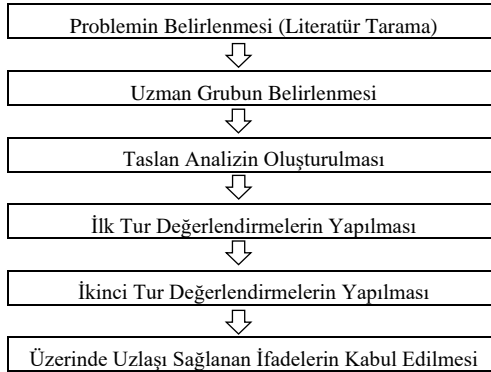 Problemin Belirlenmesi (Literatür Tarama)
Uzman Grubun Belirlenmesi
Taslan Analizin Oluşturulması
İlk Tur Değerlendirmelerin Yapılması
İkinci Tur Değerlendirmelerin Yapılması
Üzerinde Uzlaşı Sağlanan İfadelerin Kabul Edilmesi